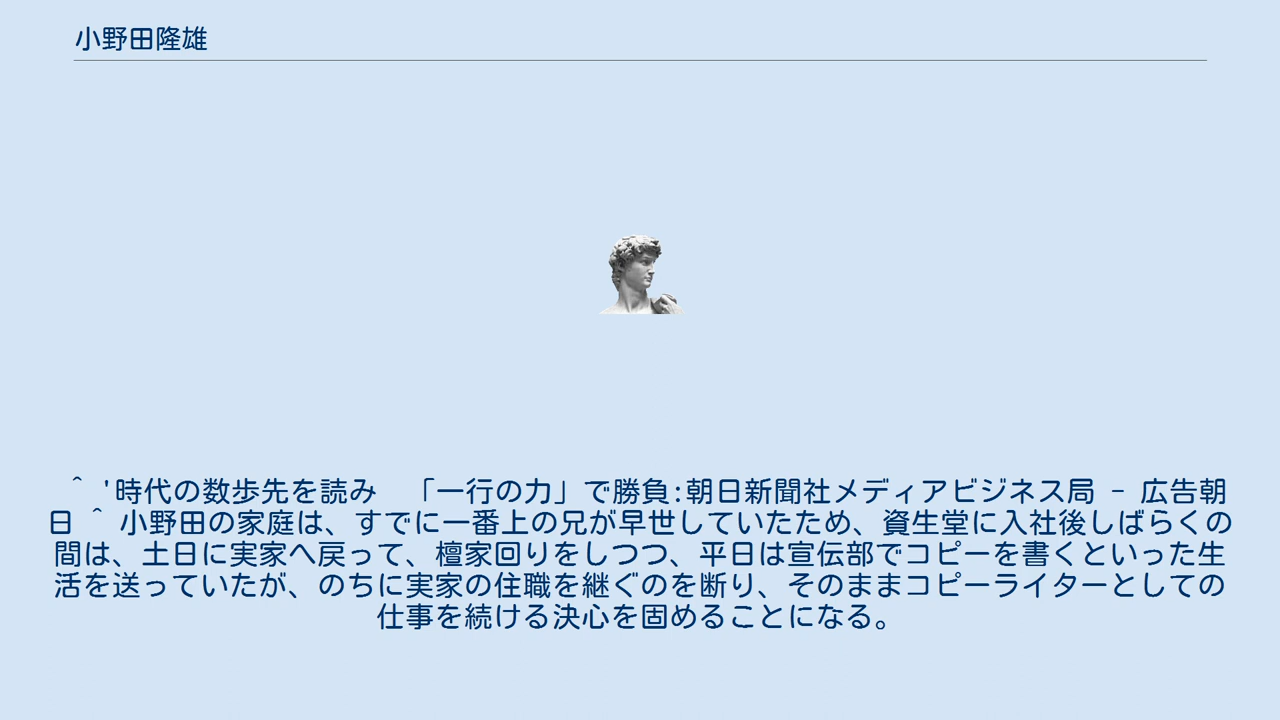 小野田隆雄
＾ '時代の数歩先を読み　「一行の力」で勝負:朝日新聞社メディアビジネス局 － 広告朝
日 ＾ 小野田の家庭は、すでに一番上の兄が早世していたため、資生堂に入社後しばらくの
間は、土日に実家へ戻って、檀家回りをしつつ、平日は宣伝部でコピーを書くといった生
活を送っていたが、のちに実家の住職を継ぐのを断り、そのままコピーライターとしての
仕事を続ける決心を固めることになる。